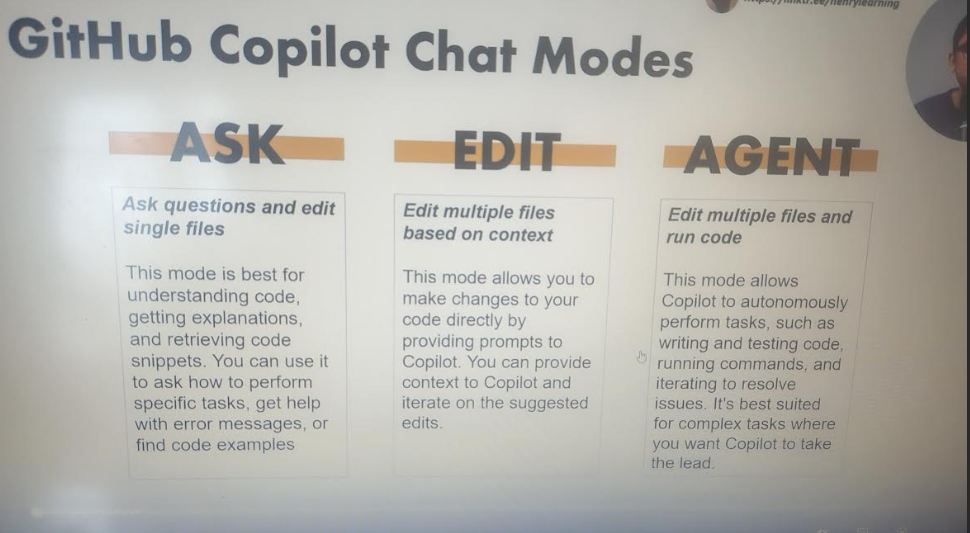 https://linktr.ee/henrylearning
GitHub Copilot Chat Modes
ASK
Ask questions and edit
single files
This mode is best for
understanding code,
getting explanations,
and retrieving code
snippets. You can use it
to ask how to perform
specific tasks, get help
with error messages, or
find code examples
EDIT
Edit multiple files
based on context
This mode allows you to
make changes to your
code directly by
providing prompts to
Copilot. You can provide
context to Copilot and
iterate on the suggested
edits.
AGENT
Edit multiple files and
run code
This mode allows
Copilot to autonomously
perform tasks, such as
writing and testing code,
running commands, and
iterating to resolve
issues. It's best suited
for complex tasks where
you want Copilot to take
the lead.